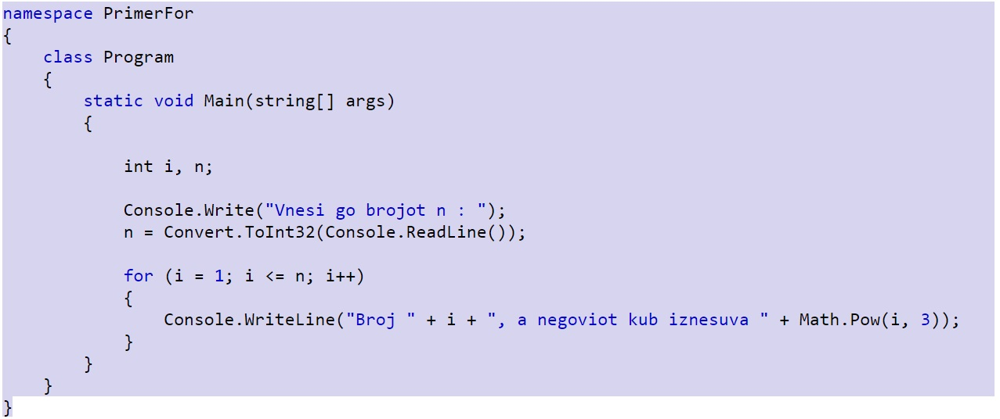 namespace PrimerFor
{
    class Program
    {
        static void Main(string[] args)
        {

            int i, n;

            Console.Write("Vnesi go brojot n : ");
            n = Convert.ToInt32(Console.ReadLine());

            for (i = 1; i <= n; i++)
            {
                Console.WriteLine("Broj " + i + ", a negoviot kub iznesuva " + Math.Pow(i, 3));
            }
        }
    }
}